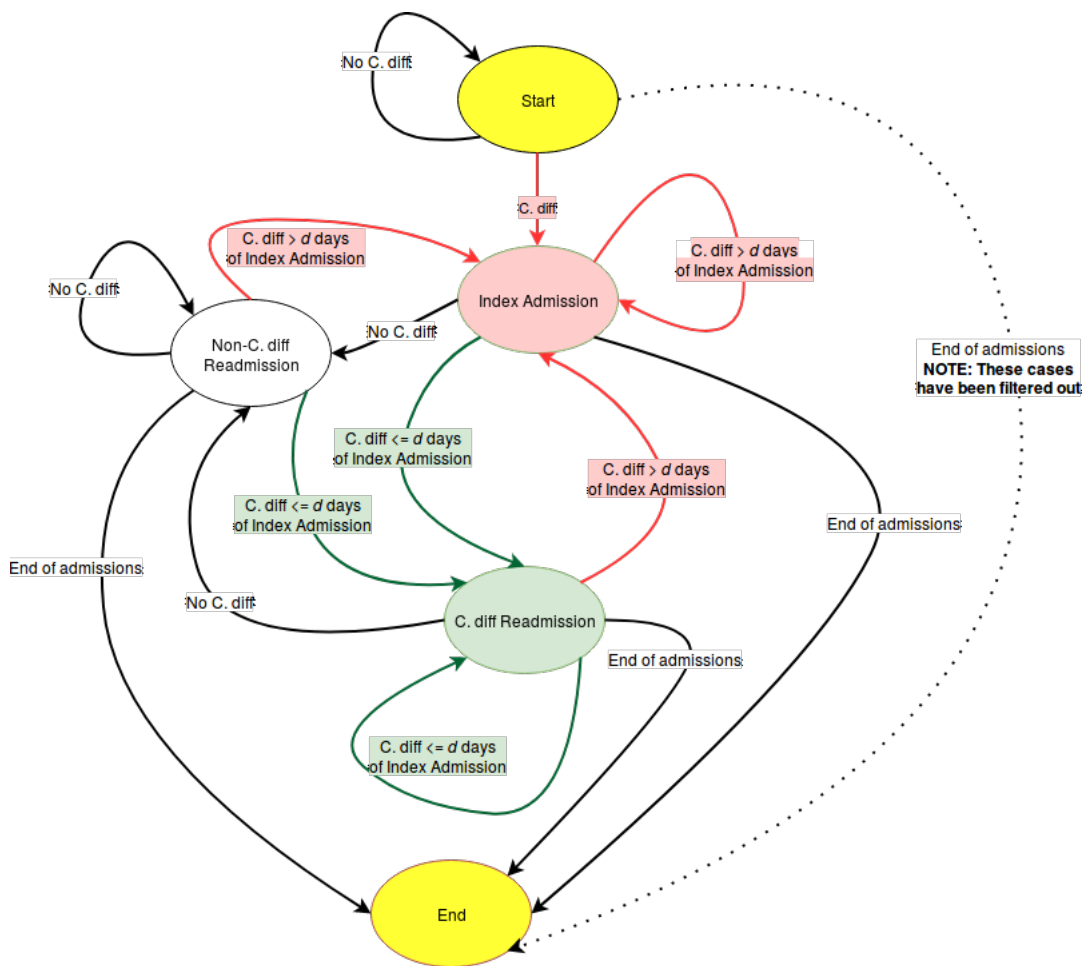 No C. diff
Start
C. diff
C. diff > d days
of Index Admission
C. diff > d days
of Index Admission
No C. diff
Index Admission
No C. diff
Non-C. diff
Readmission
End of admissions
NOTE: These cases
have been filtered out
C. diff <= d days
of Index Admission
C. diff > d days
of Index Admission
C. diff <= d days
of Index Admission
End of admissions
End of admissions
No C. diff
C. diff Readmission
End of admissions
C. diff <= d days
of Index Admission
End